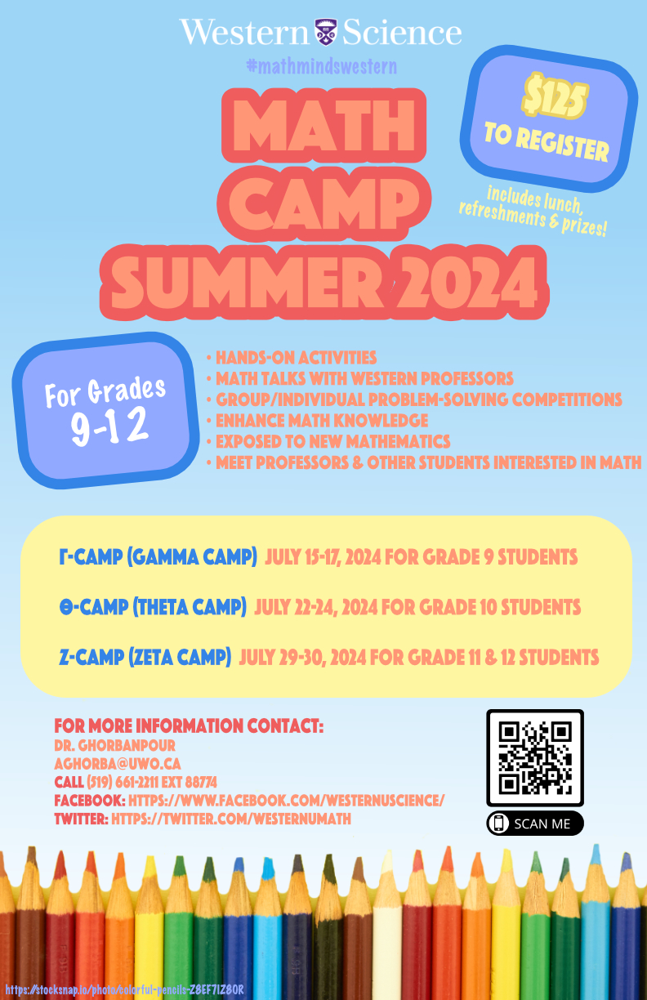 Western Science
#mathmindswestern
$125
TO REGISTER
includes lunch,
refreshments & prizes!
MATH
CAMP
SUMMER 2024
For Grades
9-12
• HANDS-ON ACTIVITIES
• MATH TALKS WITH WESTERN PROFESSORS
• GROUP/INDIVIDUAL PROBLEM-SOLVING COMPETITIONS
• ENHANCE MATH KNOWLEDGE
• EXPOSED TO NEW MATHEMATICS
• MEET PROFESSORS & OTHER STUDENTS INTERESTED IN MATH
Γ-CAMP (GAMMA CAMP) JULY 15-17, 2024 FOR GRADE 9 STUDENTS
Θ-CAMP (THETA CAMP) JULY 22-24, 2024 FOR GRADE 10 STUDENTS
Z-CAMP (ZETA CAMP) JULY 29-30, 2024 FOR GRADE 11 & 12 STUDENTS
FOR MORE INFORMATION CONTACT:
DR. GHORBANPOUR
AGHORBA@UWO.CA
CALL (519) 661-2211 EXT 88774
FACEBOOK: HTTPS://WWW.FACEBOOK.COM/WESTERNUSCIENCE/
TWITTER: HTTPS://TWITTER.COM/WESTERNUMATH
SCAN ME
https://stocksnap.io/photo/colorful-pencils-Z8EF7IZ8OR